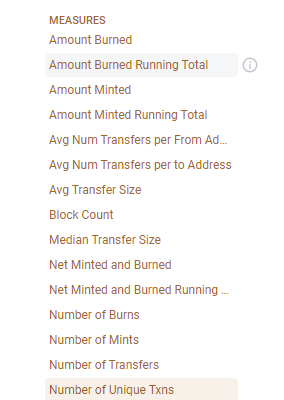 MEASURES
Amount Burned
Amount Burned Running Total
Amount Minted
Amount Minted Running Total
Avg Num Transfers per From Ad...
Avg Num Transfers per to Address
Avg Transfer Size
Block Count
Median Transfer Size
Net Minted and Burned
Net Minted and Burned Running ...
Number of Burns
Number of Mints
Number of Transfers
Number of Unique Txns